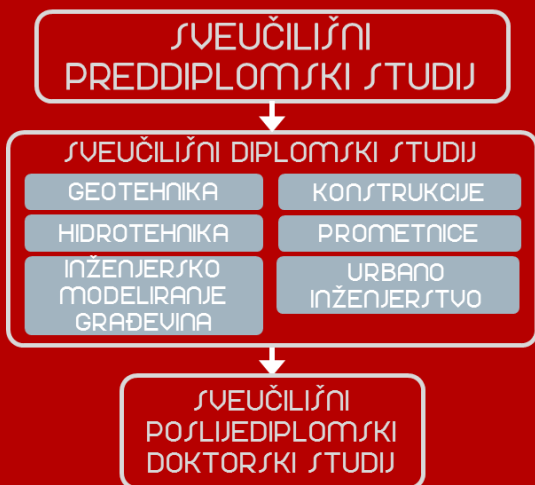 SVEUČILIŠNI
PREDDIPLOMSKI STUDIJ
SVEUČILIŠNI DIPLOMSKI STUDIJ
GEOTEHNIKA
KONSTRUKCIJE
HIDROTEHNIKA
PROMETNICE
INŽENJERSKO
MODELIRANJE
GRAĐEVINA
URBANO
INŽENJERSTVO
SVEUČILIŠNI
POSLIJEDIPLOMSKI
DOKTORSKI STUDIJ